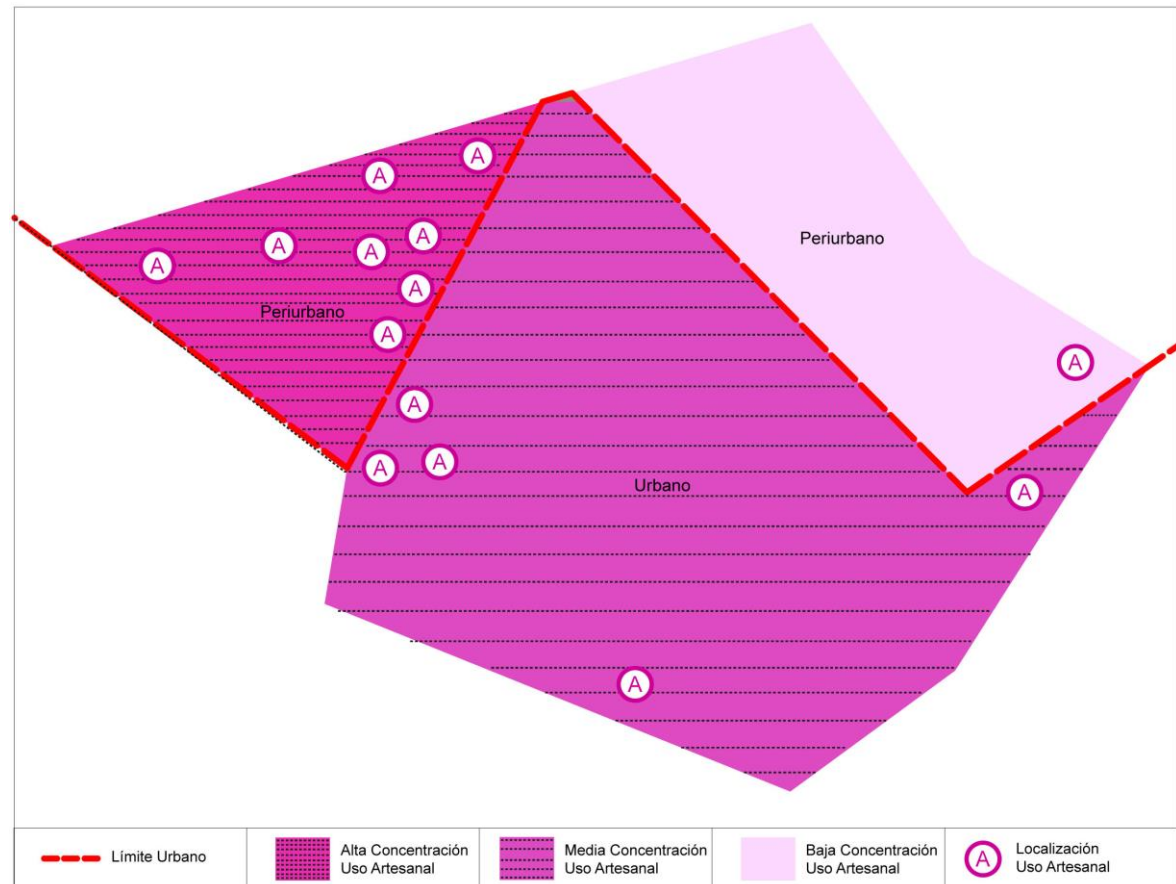 A
A
A
A
A
A
A
A
Periurbano
Periurbano
A
A
A
A
A
Urbano
A
Límite Urbano
Alta Concentración
Uso Artesanal
Media Concentración
Uso Artesanal
Baja Concentración
Uso Artesanal
A
Localización
Uso Artesanal